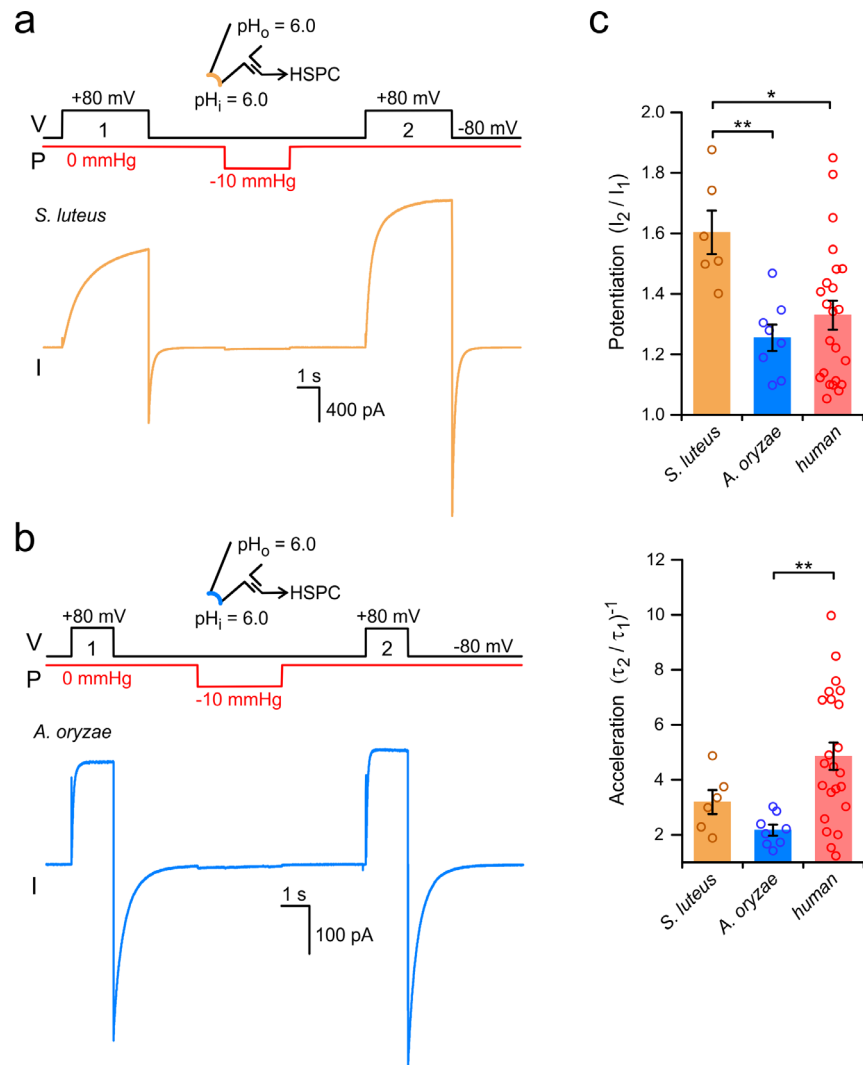 a
pHo = 6.0
HSPC
pHi = 6.0
+80 mV
+80 mV
V
1
2
-80 mV
P
0 mmHg
-10 mmHg
S. luteus
I
1 s
400 pA
b
pHo = 6.0
HSPC
pHi = 6.0
+80 mV
+80 mV
V
1
2
-80 mV
P
0 mmHg
-10 mmHg
A. oryzae
I
1 s
100 pA
c
*
**
2.0
1.8
1.6
1.4
1.2
1.0
Potentiation (I2 / I1)
S. luteus
A. oryzae
human
**
12
10
8
6
4
2
Acceleration (τ2 / τ1)-1
S. luteus
A. oryzae
human